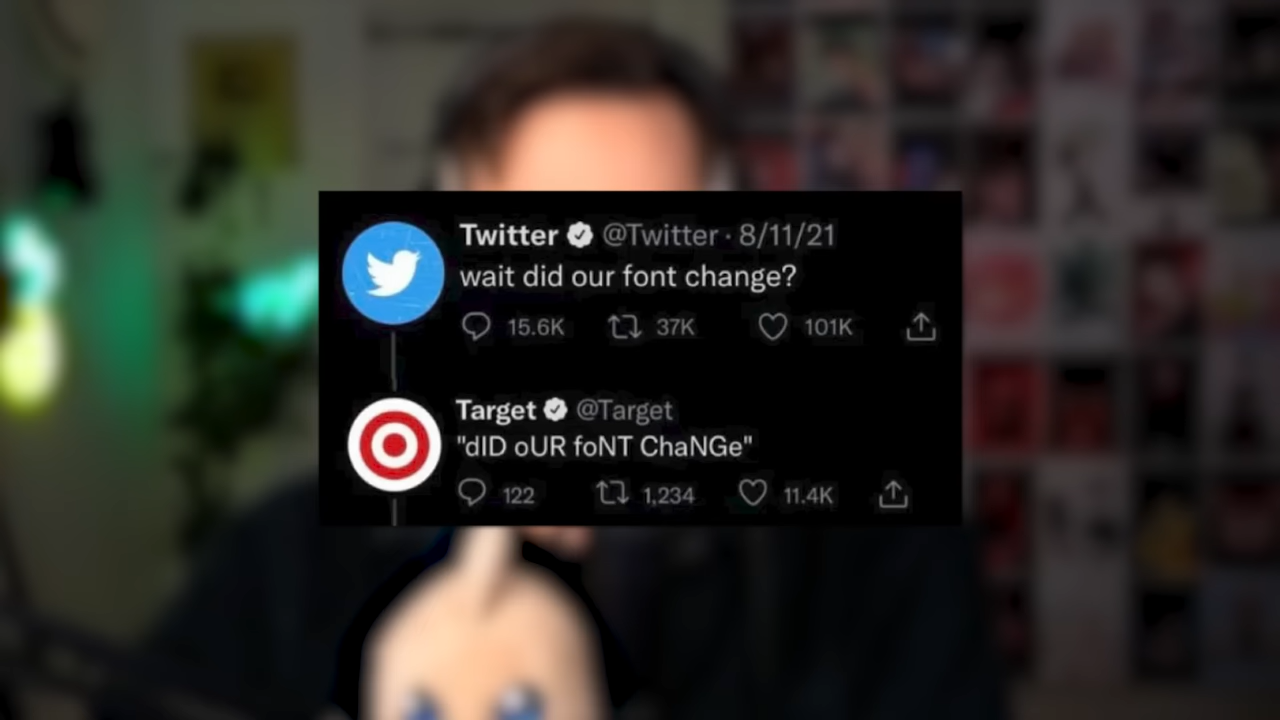 Twitter @Twitter · 8/11/21
wait did our font change?
15.6K 37K 101K
Target @Target
"dID oUR foNT ChaNGe"
122 1,234 11.4K